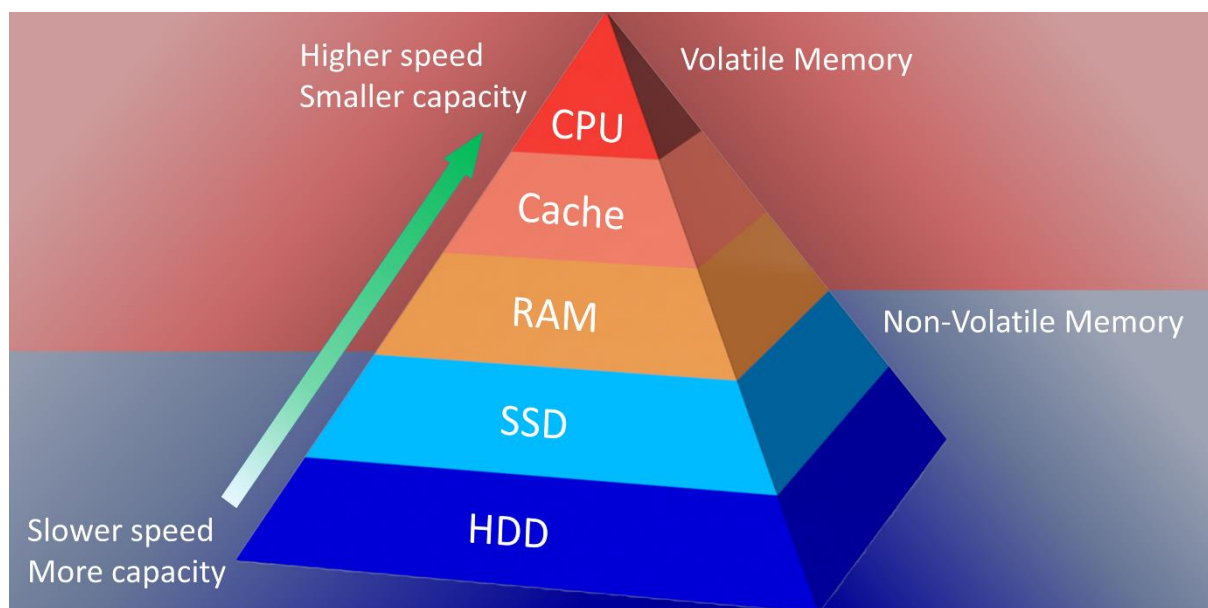 Higher speed
Smaller capacity
Volatile Memory
CPU
Cache
RAM
Non-Volatile Memory
SSD
HDD
Slower speed
More capacity